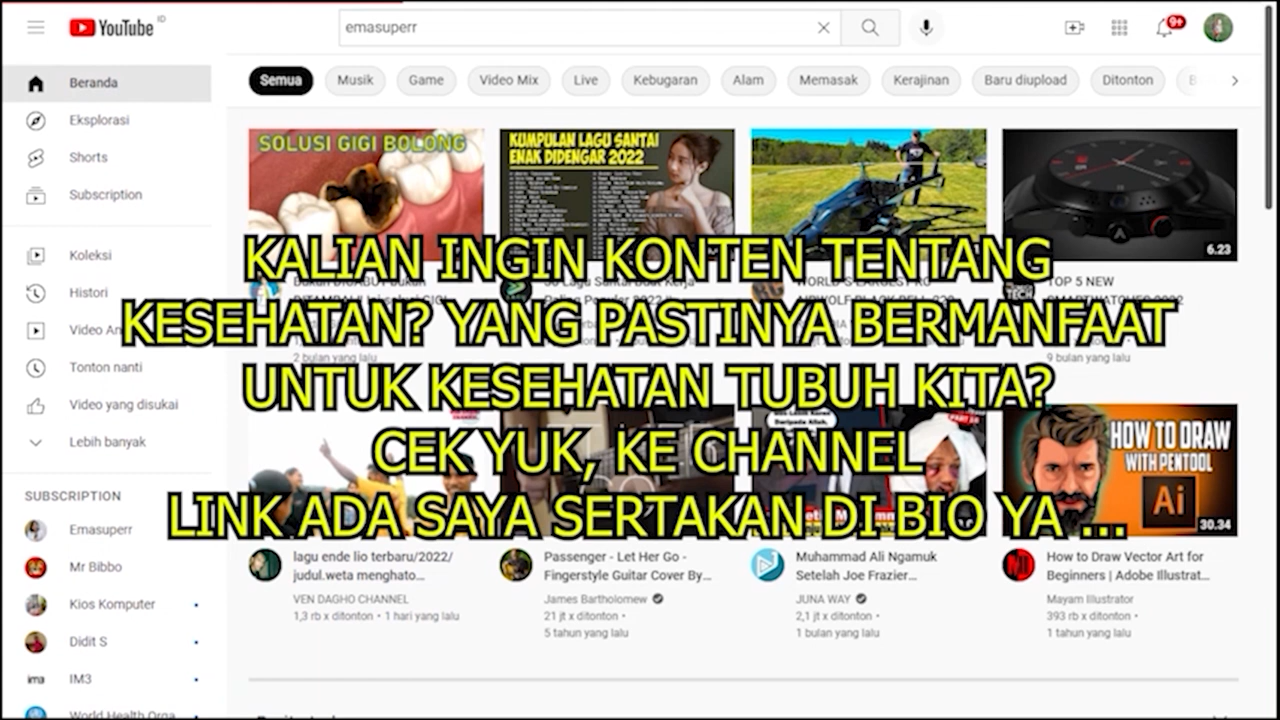 YouTube ID
emasuperr
9+
Beranda
Eksplorasi
Shorts
Subscription
Koleksi
Histori
Video An
Tonton nanti
Video yang disukai
Lebih banyak
SUBSCRIPTION
Emasuperr
Mr Bibbo
Kios Komputer
Didit S
IM3
World Health Orga
Semua Musik Game Video Mix Live Kebugaran Alam Memasak Kerajinan Baru diupload Ditonton
SOLUSI GIGI BOLONG
KUMPULAN LAGU SANTAI
ENAK DIDENGAR 2022
6.23
TOP 5 NEW
2 bulan yang lalu
9 bulan yang lalu
KALIAN INGIN KONTEN TENTANG
KESEHATAN? YANG PASTINYA BERMANFAAT
UNTUK KESEHATAN TUBUH KITA?
CEK YUK, KE CHANNEL
LINK ADA SAYA SERTAKAN DI BIO YA ...
HOW TO DRAW
WITH PENTOOL
Ai
30.34
lagu ende lio terbaru/2022/
judul.weta menghato...
VEN DAGHO CHANNEL
1,3 rb x ditonton • 1 hari yang lalu
Passenger - Let Her Go -
Fingerstyle Guitar Cover By...
James Bartholomew
21 jt x ditonton •
5 tahun yang lalu
Muhammad Ali Ngamuk
Setelah Joe Frazier...
JUNA WAY
2,1 jt x ditonton •
1 bulan yang lalu
How to Draw Vector Art for
Beginners | Adobe Illustrat...
Mayam Illustrator
393 rb x ditonton •
1 tahun yang lalu